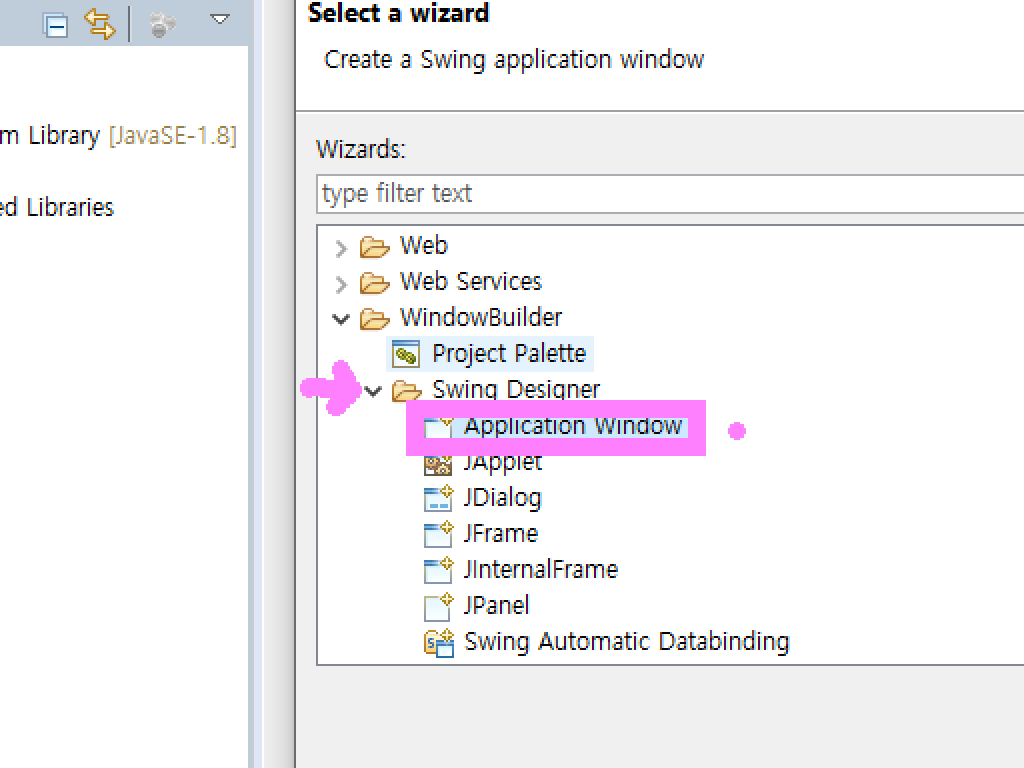 Select a wizard
Create a Swing application window
m Library [JavaSE-1.8]
ed Libraries
Wizards:
type filter text
Web
Web Services
WindowBuilder
Project Palette
Swing Designer
Application Window
JApplet
JDialog
JFrame
JInternalFrame
JPanel
Swing Automatic Databinding